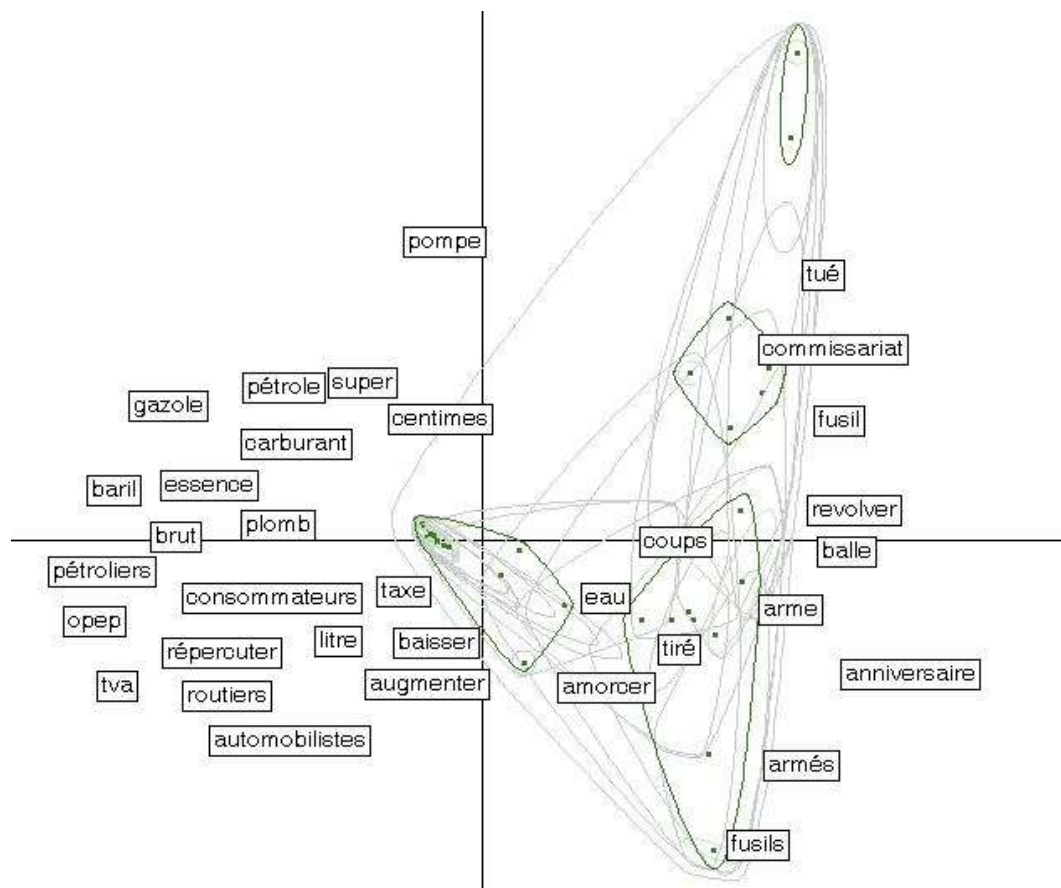 pompe
tué
commissariat
pétrole
super
gazole
centimes
fusil
carburant
baril
essence
revolver
brut
plomb
coups
balle
pétroliers
consommateurs
taxe
eau
arme
opep
répercuter
litre
baisser
tiré
anniversaire
tva
routiers
augmenter
amorcer
automobilistes
armés
fusils